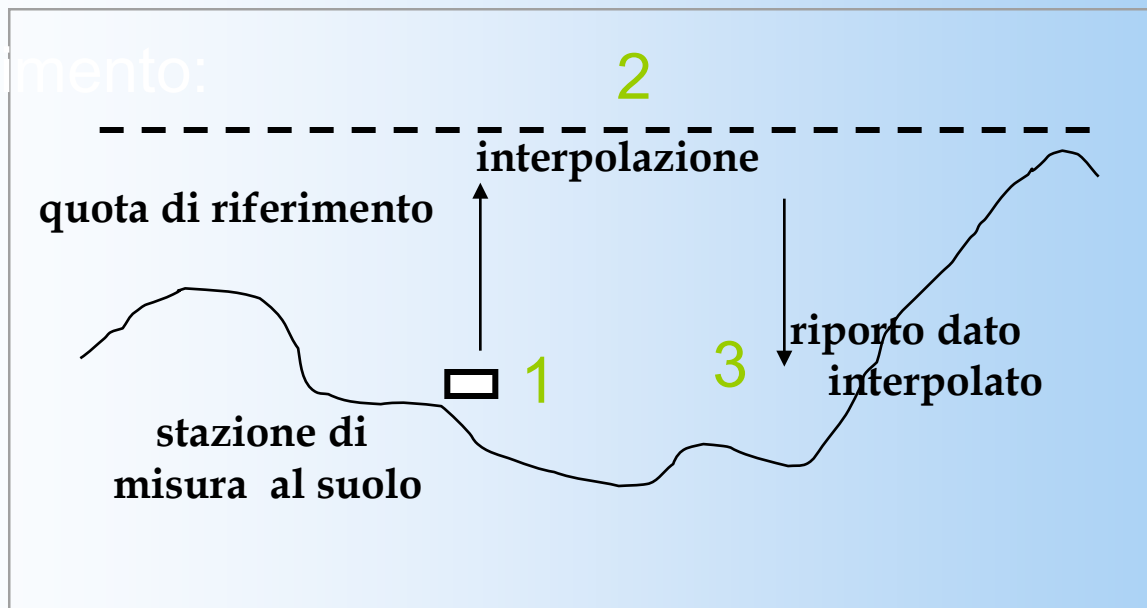 imento:
2
interpolazione
quota di riferimento
1
3
riporto dato
interpolato
stazione di
misura al suolo